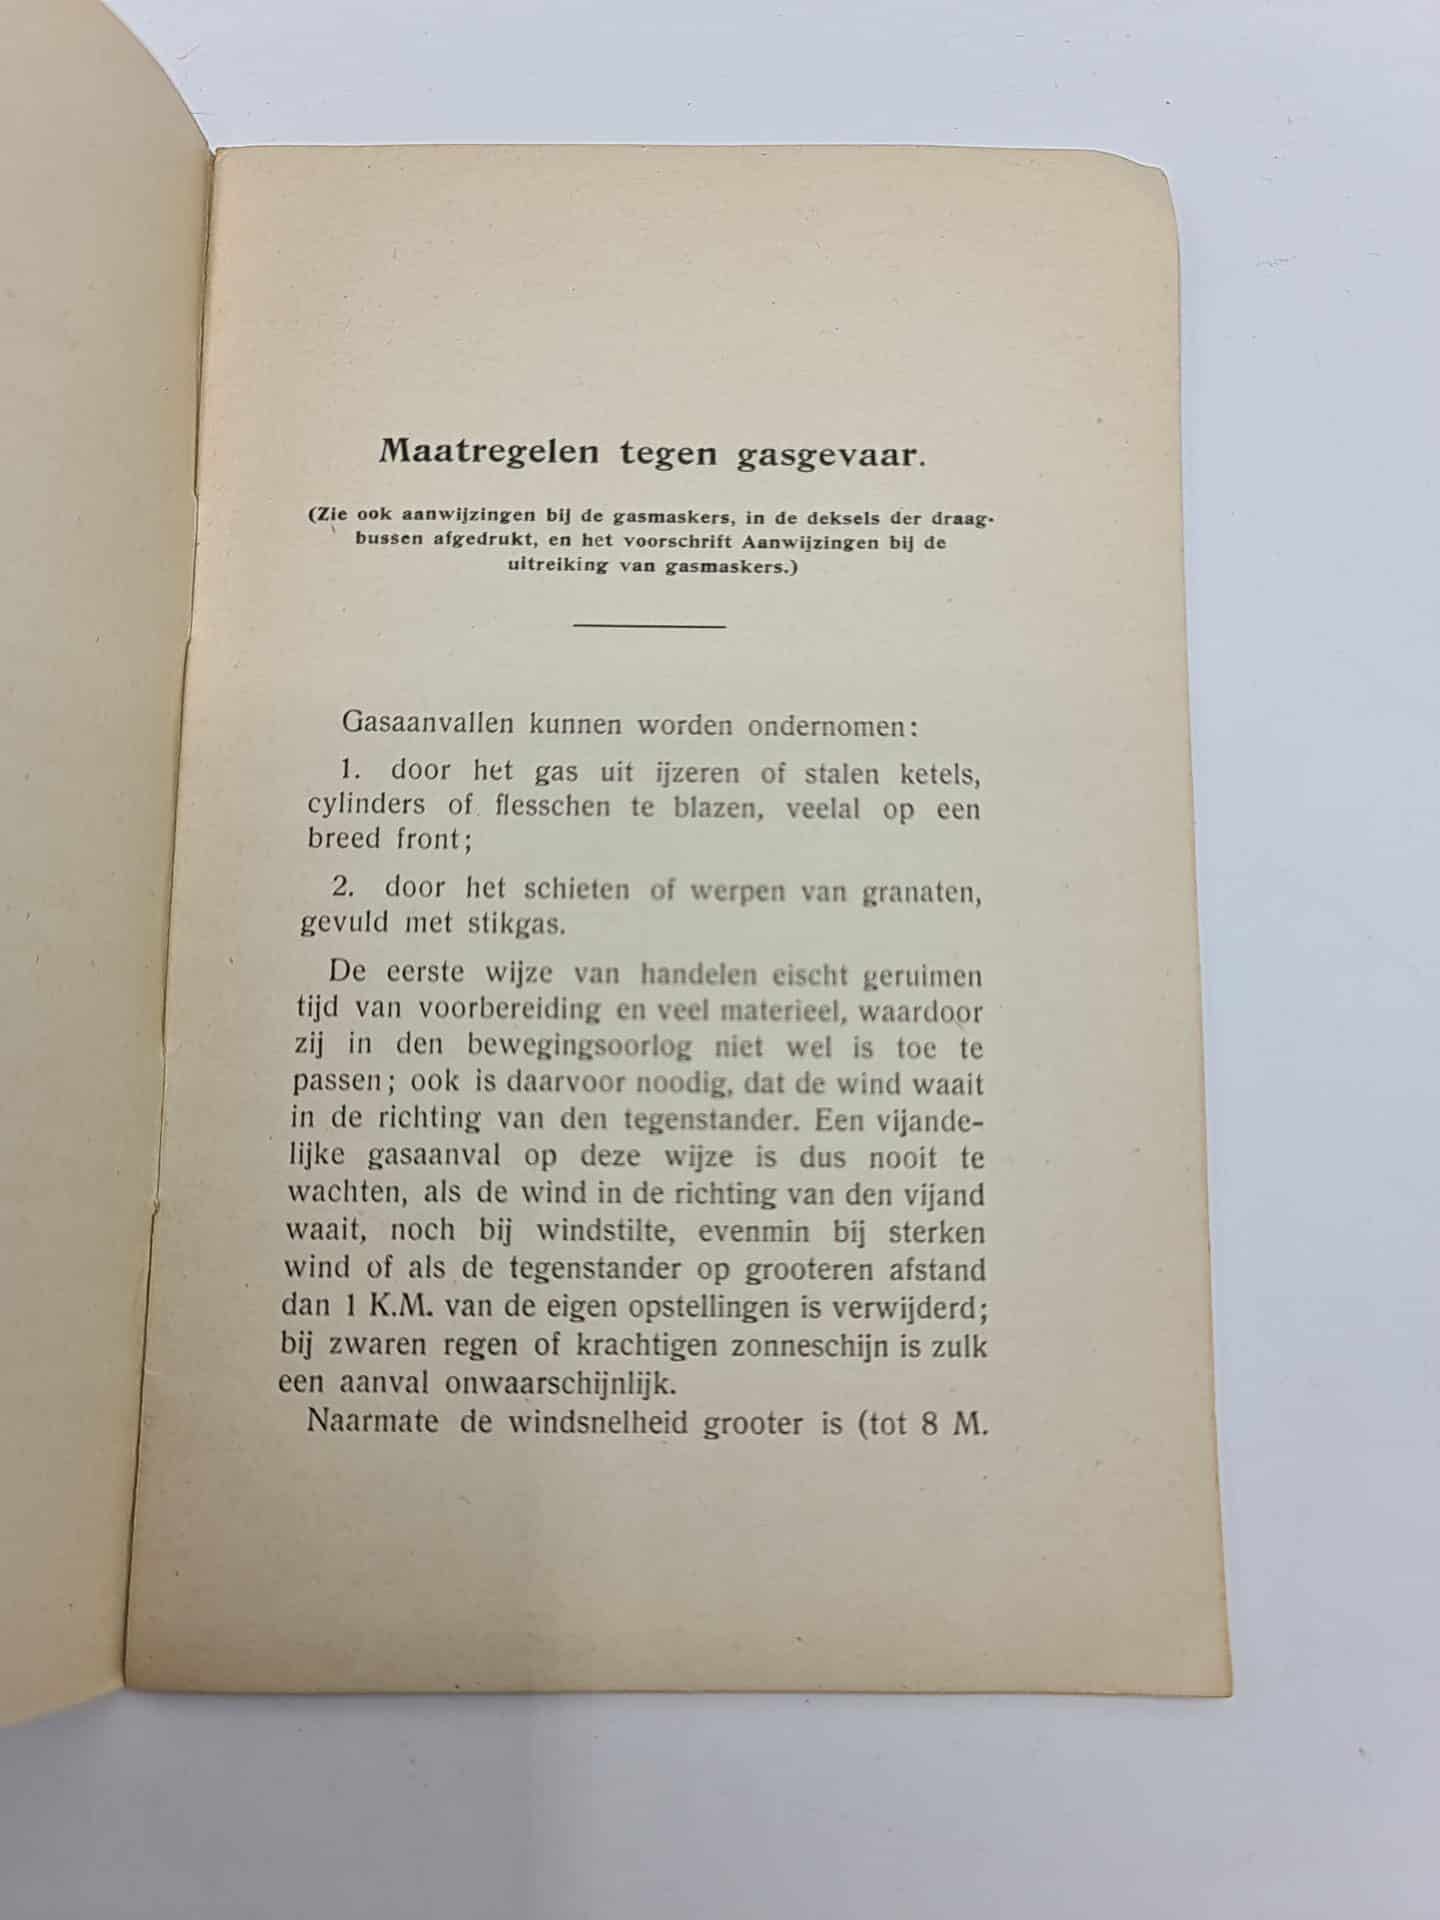 Maatregelen tegen gasgevaar.
(Zie ook aanwijzingen bij de gasmaskers, in de deksels der draag-
bussen afgedrukt, en het voorschrift Aanwijzingen bij de
uitreiking van gasmaskers.)
Gasaanvallen kunnen worden ondernomen:
1. door het gas uit ijzeren of stalen ketels,
cylinders of flesschen te blazen, veelal op een
breed front;
2. door het schieten of werpen van granaten,
gevuld met stikgas.
De eerste wijze van handelen eischt geruimen
tijd van voorbereiding en veel materieel, waardoor
zij in den bewegingsoorlog niet wel is toe te
passen; ook is daarvoor noodig, dat de wind waait
in de richting van den tegenstander. Een vijande-
lijke gasaanval op deze wijze is dus nooit te
wachten, als de wind in de richting van den vijand
waait, noch bij windstilte, evenmin bij sterken
wind of als de tegenstander op grooteren afstand
dan 1 K.M. van de eigen opstellingen is verwijderd;
bij zwaren regen of krachtigen zonneschijn is zulk
een aanval onwaarschijnlijk.
Naarmate de windsnelheid grooter is (tot 8 M.